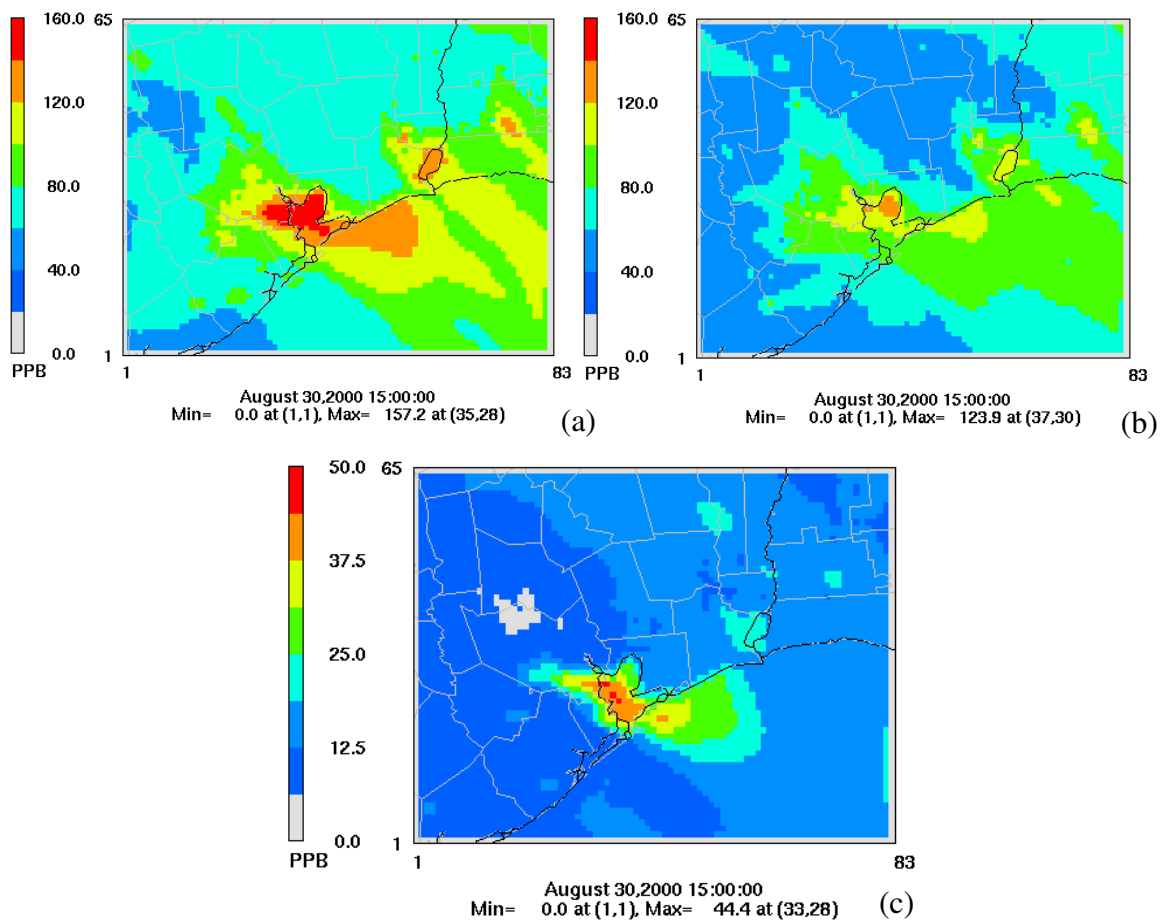 160.0
120.0
80.0
40.0
0.0
PPB
65
1
1
83
August 30,2000 15:00:00
Min= 0.0 at (1,1), Max= 157.2 at (35,28)
(a)
160.0
120.0
80.0
40.0
0.0
PPB
65
1
1
83
August 30,2000 15:00:00
Min= 0.0 at (1,1), Max= 123.9 at (37,30)
(b)
50.0
37.5
25.0
12.5
0.0
PPB
65
1
1
83
August 30,2000 15:00:00
Min= 0.0 at (1,1), Max= 44.4 at (33,28)
(c)